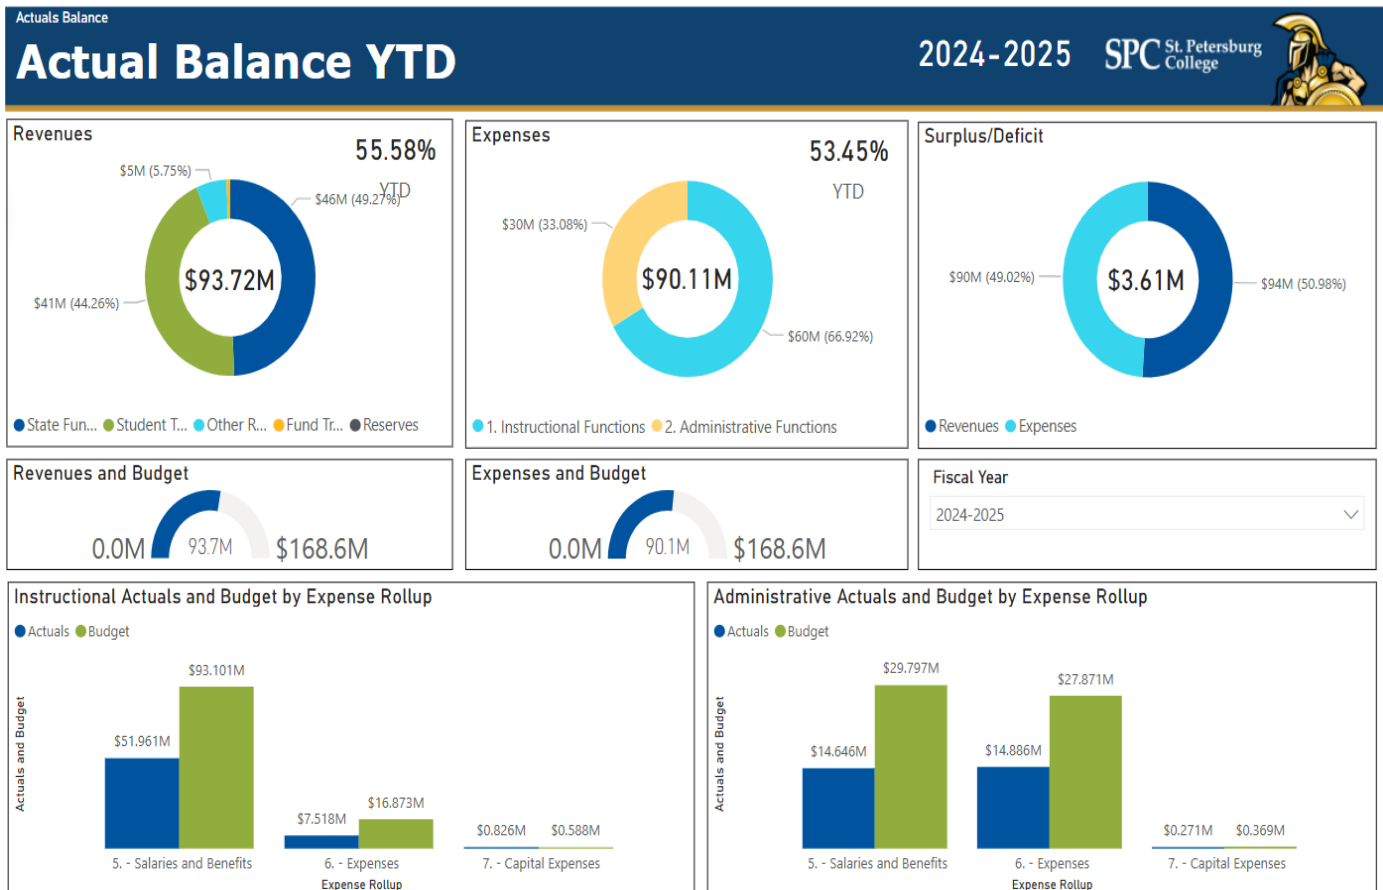 Actuals Balance
Actual Balance YTD
2024-2025
SPC St. Petersburg College
Revenues
55.58%
YTD
$5M (5.75%)
$46M (49.27%)
$93.72M
$41M (44.26%)
State Fun... Student T... Other R... Fund Tr... Reserves
Expenses
53.45%
YTD
$30M (33.08%)
$90.11M
$60M (66.92%)
1. Instructional Functions 2. Administrative Functions
Surplus/Deficit
$90M (49.02%)
$3.61M
$94M (50.98%)
Revenues Expenses
Revenues and Budget
0.0M 93.7M $168.6M
Expenses and Budget
0.0M 90.1M $168.6M
Fiscal Year
2024-2025
Instructional Actuals and Budget by Expense Rollup
Actuals Budget
Actuals and Budget
$93.101M
$51.961M
$16.873M
$7.518M
$0.826M $0.588M
5. - Salaries and Benefits 6. - Expenses 7. - Capital Expenses
Expense Rollup
Administrative Actuals and Budget by Expense Rollup
Actuals Budget
Actuals and Budget
$29.797M
$27.871M
$14.646M $14.886M
$0.271M $0.369M
5. - Salaries and Benefits 6. - Expenses 7. - Capital Expenses
Expense Rollup